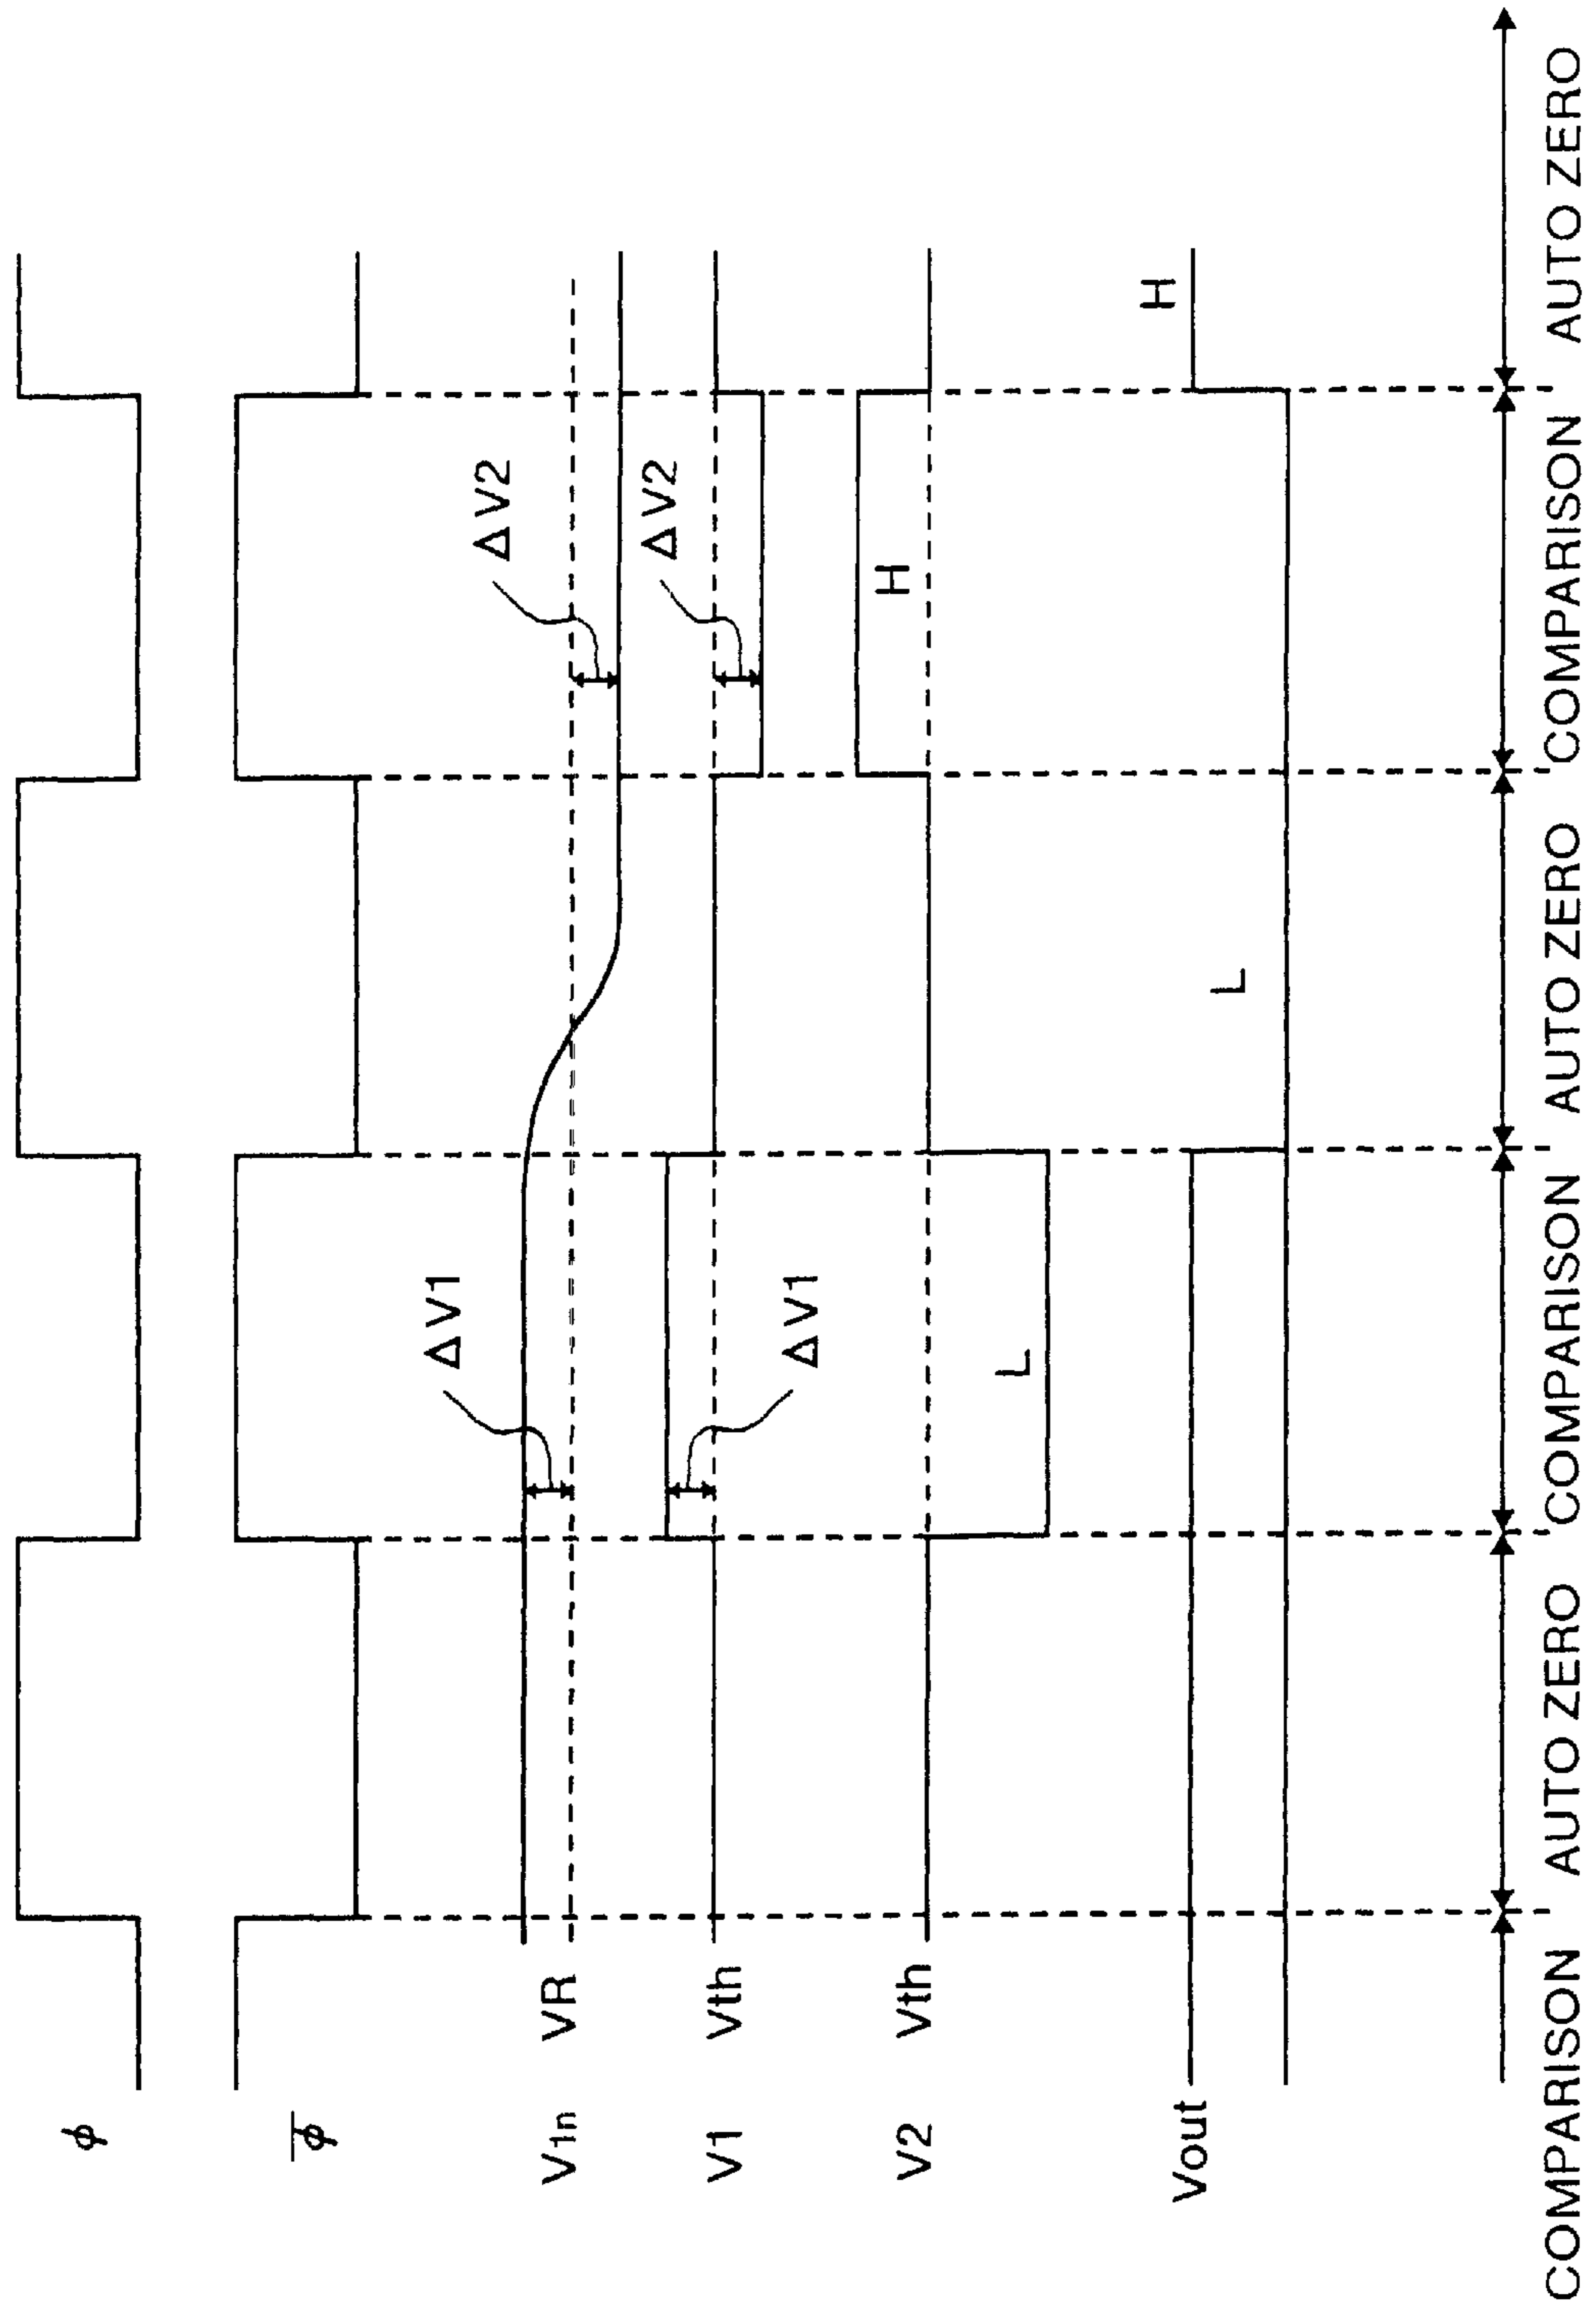 ϕ
ϕ̅
Vin VR
ΔV1
ΔV2
V1 Vth
ΔV1
ΔV2
V2 Vth
L
H
Vout
L
H
COMPARISON AUTO ZERO COMPARISON AUTO ZERO COMPARISON AUTO ZERO